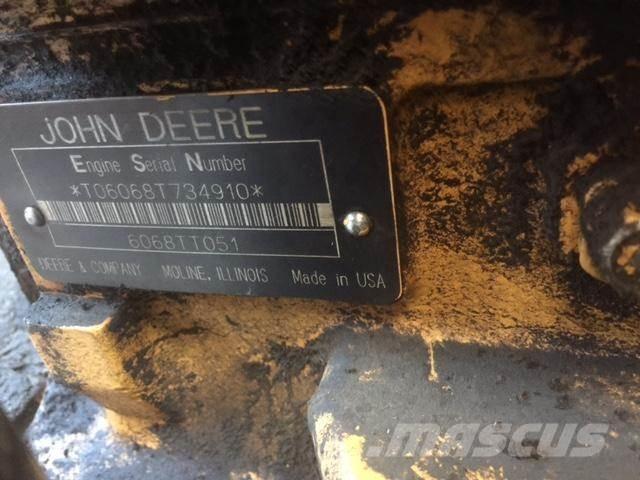 JOHN DEERE
Engine Serial Number
*T06068T734910*
6068TT051
DEERE & COMPANY MOLINE, ILLINOIS Made in USA
mascus